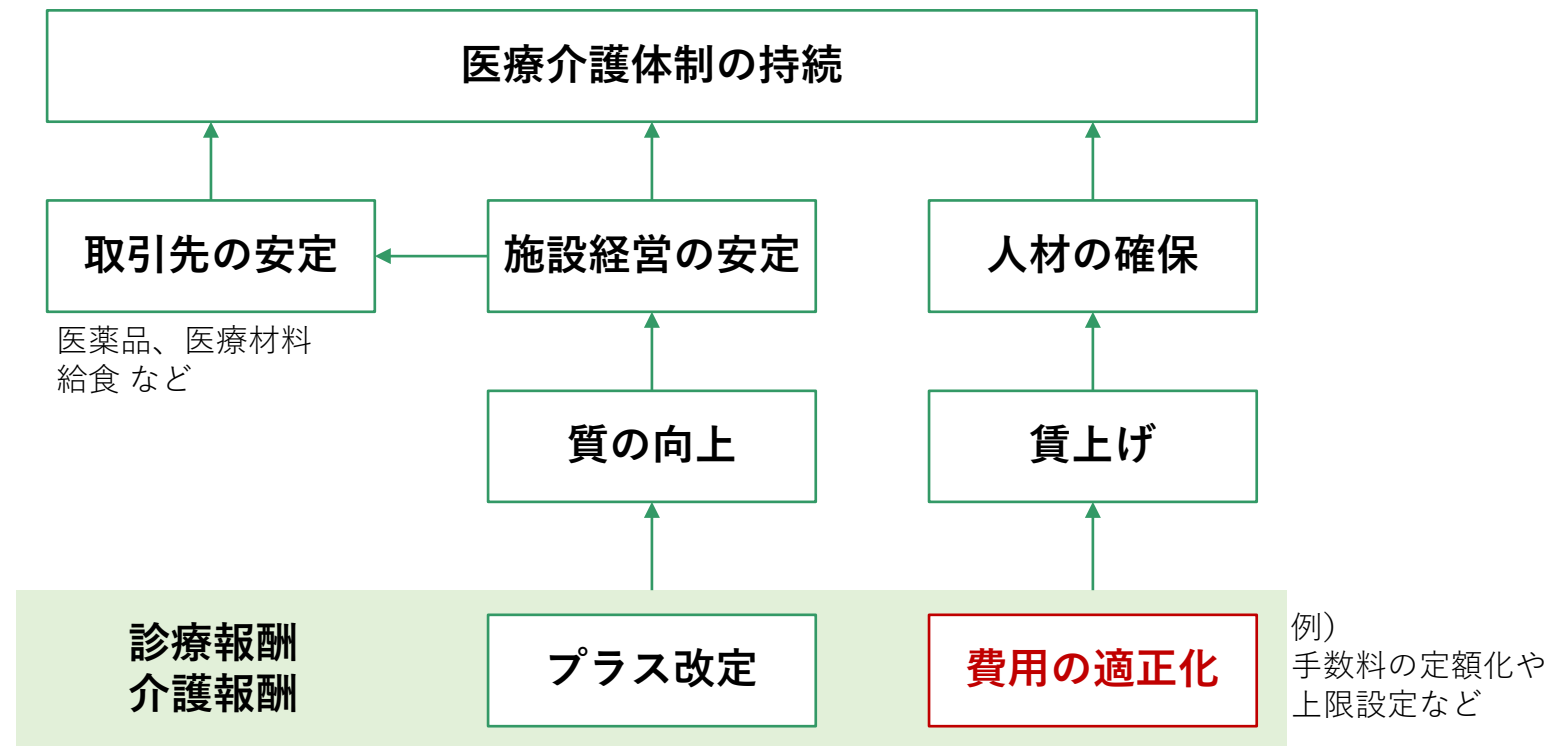 医療介護体制の持続
取引先の安定
施設経営の安定
人材の確保
医薬品、医療材料
給食 など
質の向上
賃上げ
診療報酬
介護報酬
プラス改定
費用の適正化
例）
手数料の定額化や
上限設定など